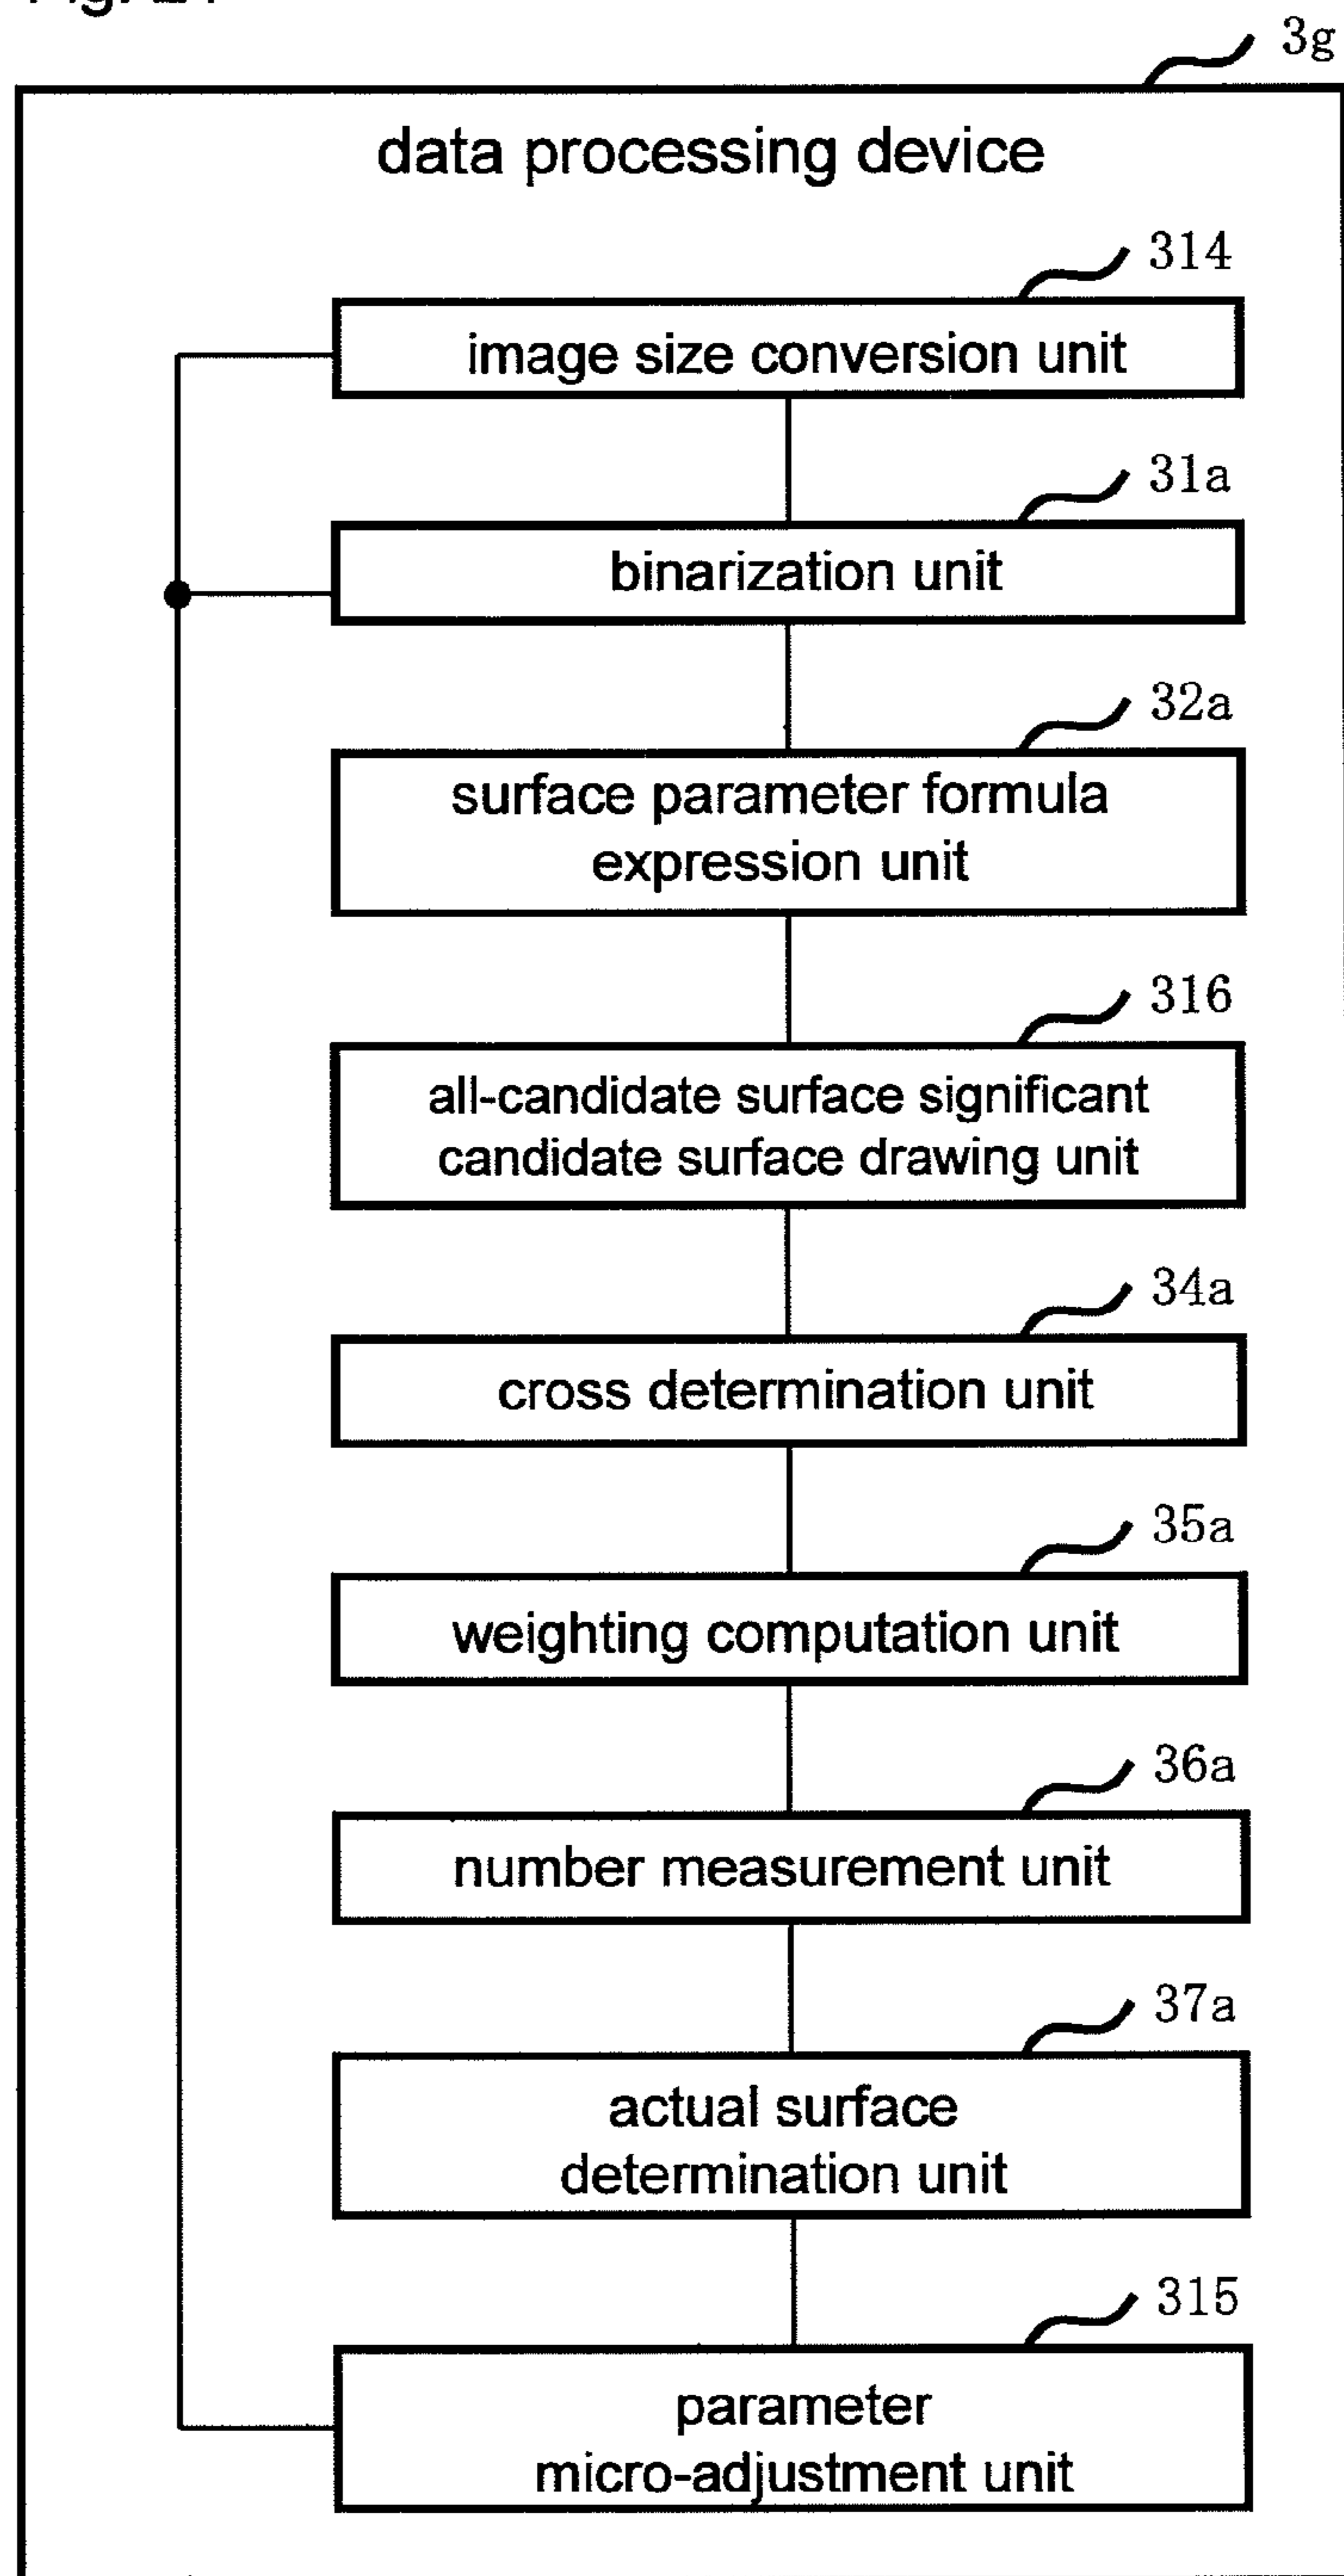 3g
data processing device
314
image size conversion unit
31a
binarization unit
32a
surface parameter formula
expression unit
316
all-candidate surface significant
candidate surface drawing unit
34a
cross determination unit
35a
weighting computation unit
36a
number measurement unit
37a
actual surface
determination unit
315
parameter
micro-adjustment unit